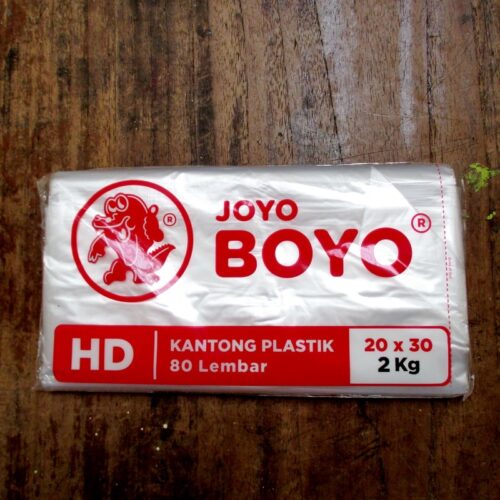 JOYO
BOYO
®
®
HD
KANTONG PLASTIK
80 Lembar
20 x 30
2 Kg